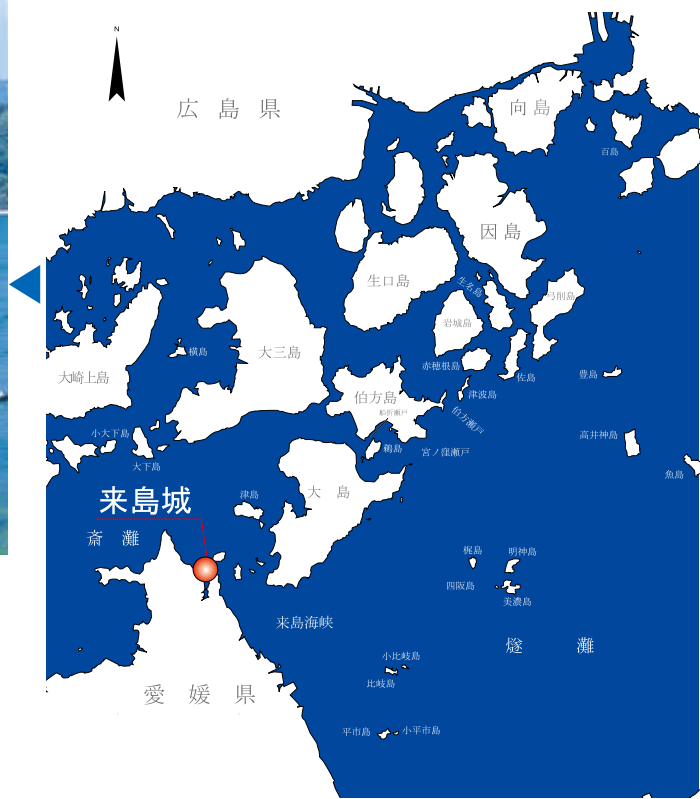 N
広島県
向島
百島
因島
生口島
生名島
弓削島
岩城島
横島
大三島
大崎上島
赤穂根島
佐島
豊島
津波島
伯方島
船折瀬戸
伯方瀬戸
小大下島
大下島
鵜島
宮ノ窪瀬戸
高井神島
魚島
来島城
津島
大島
斎灘
梶島
明神島
四阪島
美濃島
来島海峡
燧灘
小比岐島
比岐島
愛媛県
平市島
小平市島